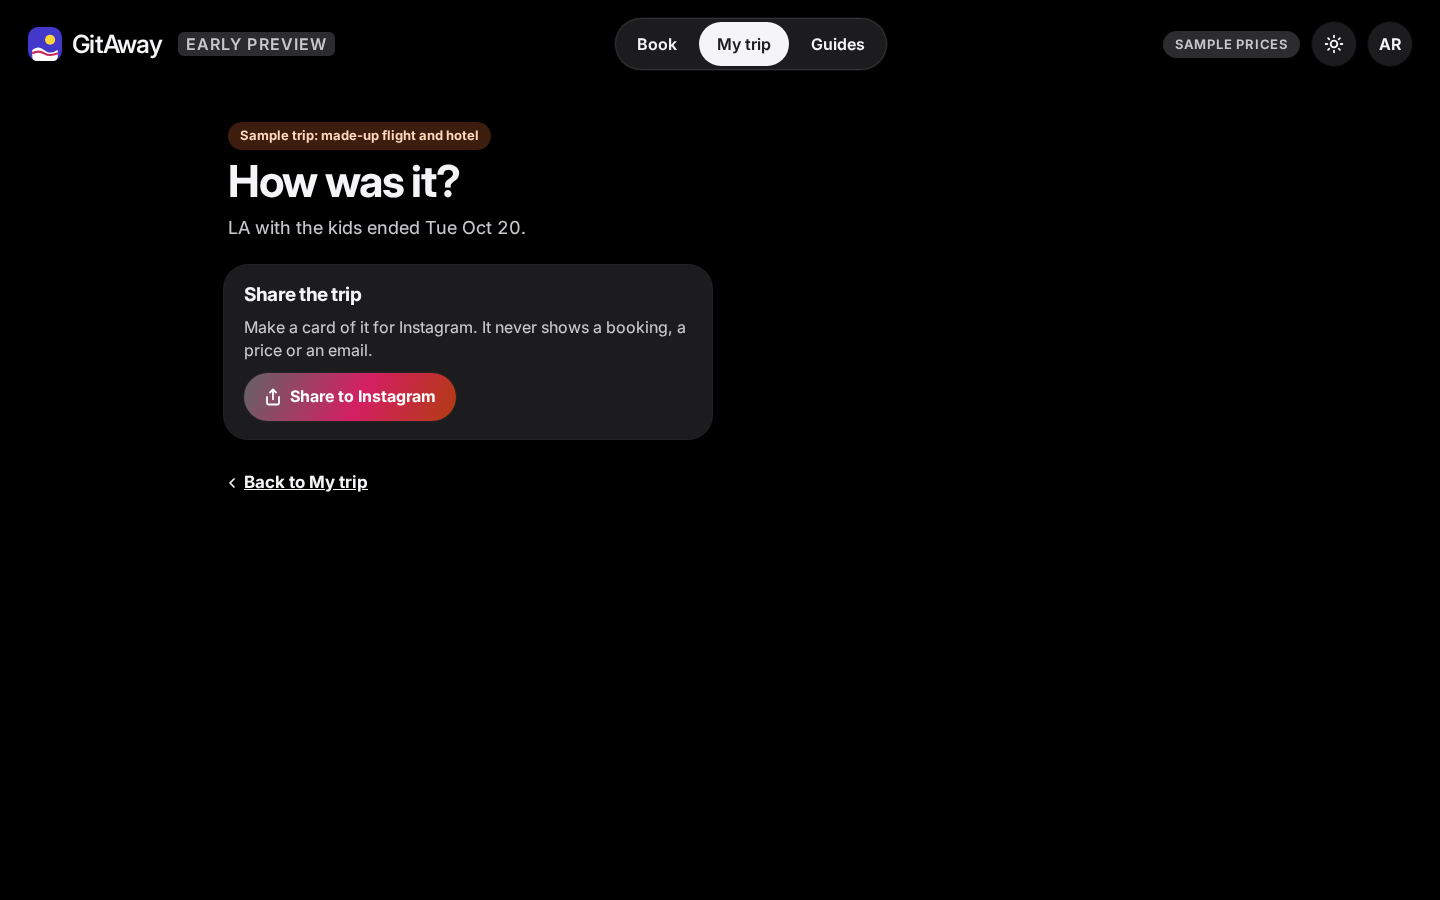 GitAway EARLY PREVIEW
Book My trip Guides
SAMPLE PRICES AR
Sample trip: made-up flight and hotel
How was it?
LA with the kids ended Tue Oct 20.
Share the trip
Make a card of it for Instagram. It never shows a booking, a
price or an email.
Share to Instagram
Back to My trip